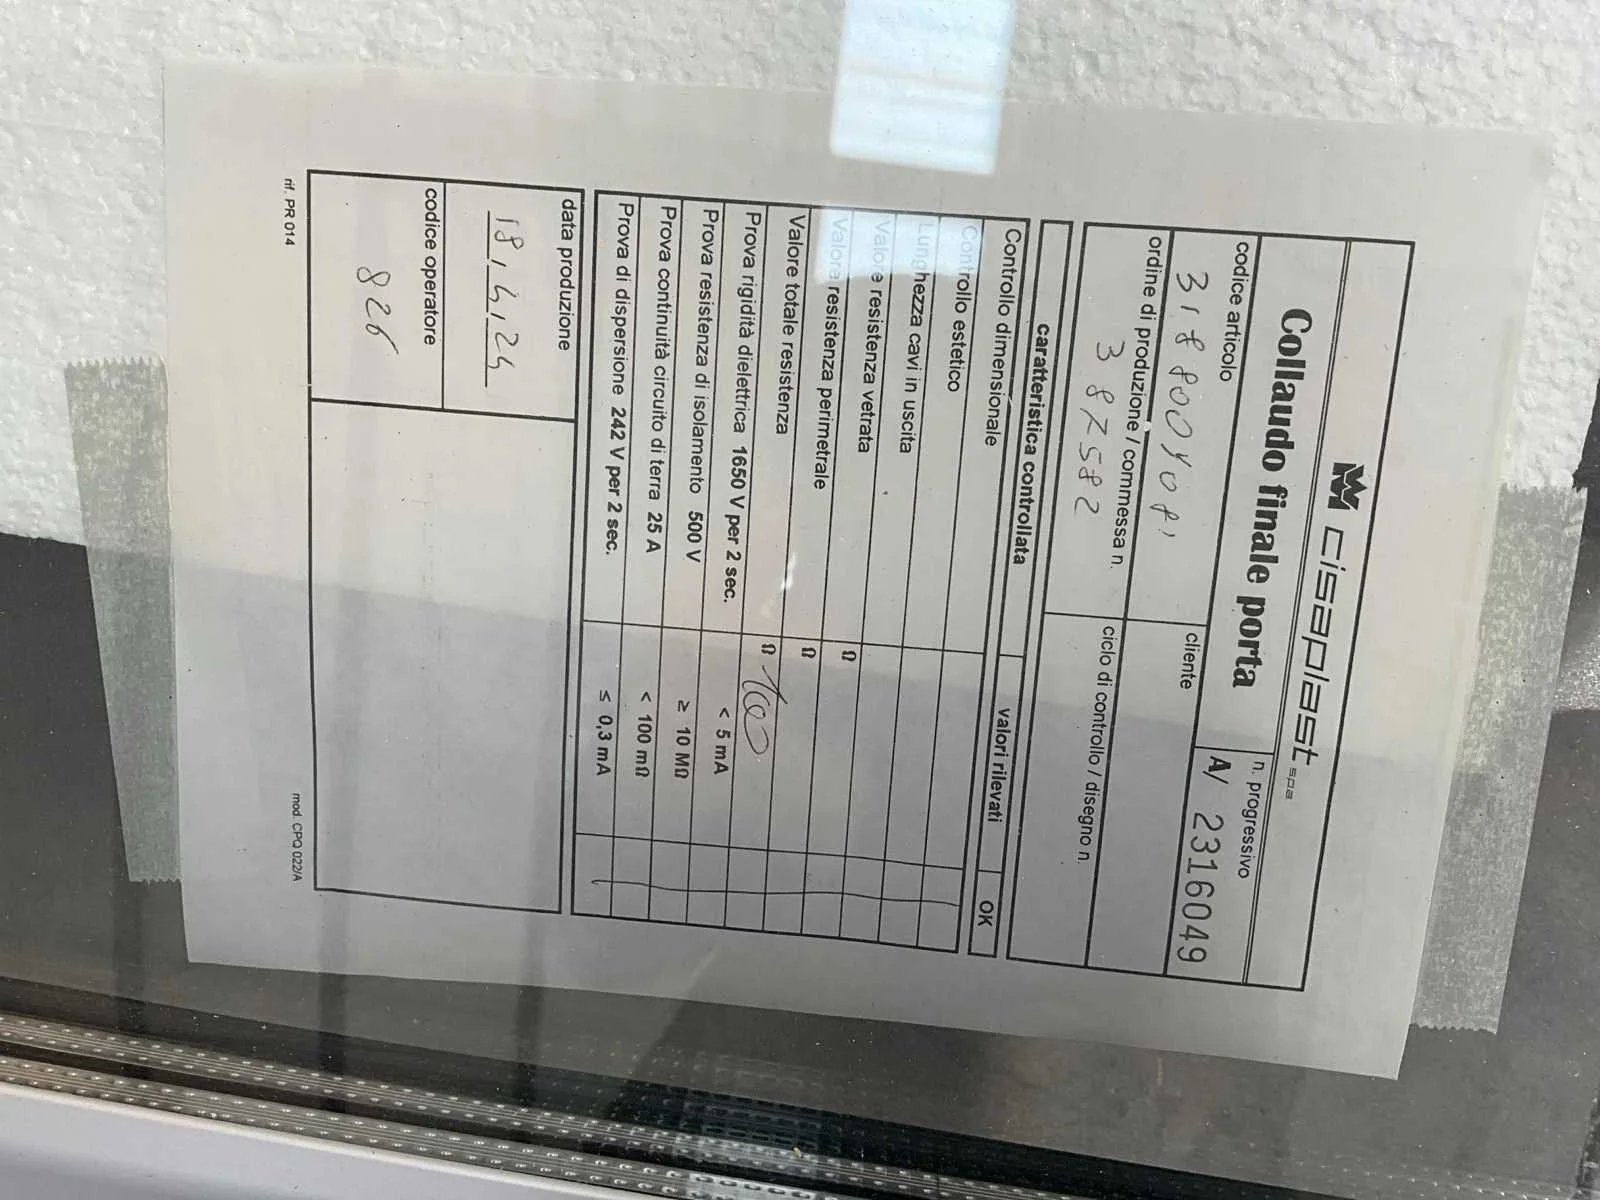 cisaplast spa
Collaudo finale porta
n. progressivo
A/ 2316049
codice articolo
cliente
ordine di produzione / commessa n.
387582
ciclo di controllo / disegno n.
caratteristica controllata
valori rilevati
OK
Controllo dimensionale
Controllo estetico
Lunghezza cavi in uscita
Valore resistenza vetrata
Ω
Valore resistenza perimetrale
Ω
Valore totale resistenza
Ω 100
Prova rigidità dielettrica 1650 V per 2 sec.
< 5 mA
Prova resistenza di isolamento 500 V
≥ 10 MΩ
Prova continuità circuito di terra 25 A
< 100 mΩ
Prova di dispersione 242 V per 2 sec.
≤ 0,3 mA
data produzione
18,4,24
codice operatore
826
rif. PR 014
mod. CPQ 022/A